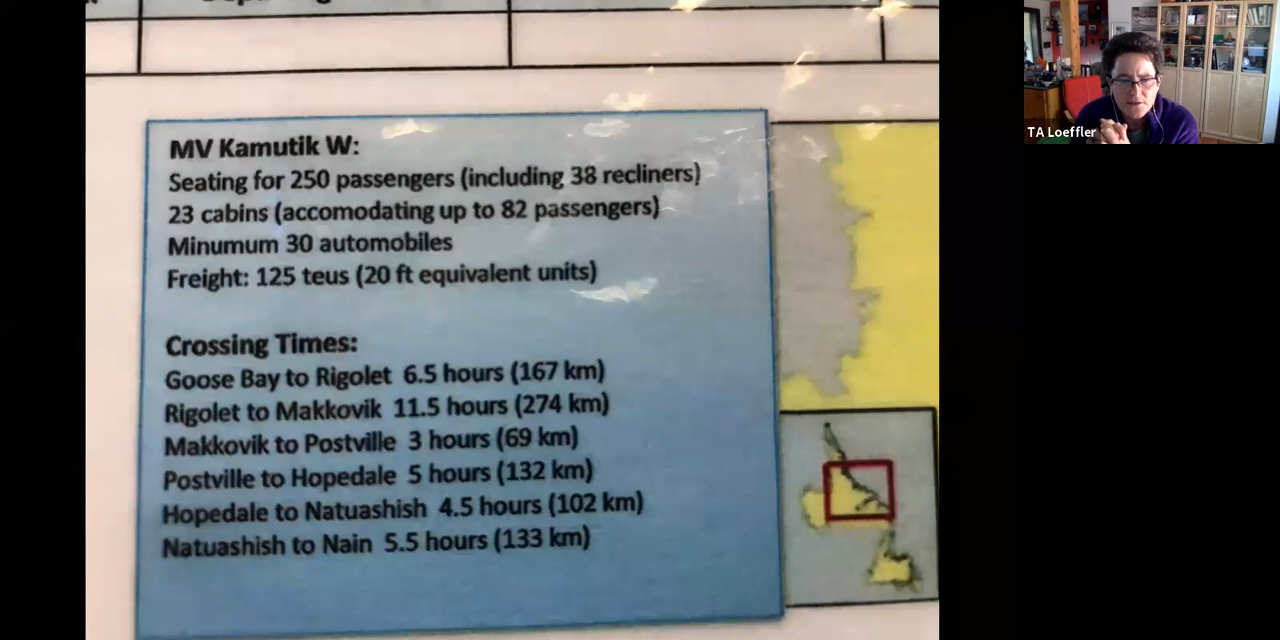 MV Kamutik W:
Seating for 250 passengers (including 38 recliners)
23 cabins (accomodating up to 82 passengers)
Minumum 30 automobiles
Freight: 125 teus (20 ft equivalent units)
Crossing Times:
Goose Bay to Rigolet 6.5 hours (167 km)
Rigolet to Makkovik 11.5 hours (274 km)
Makkovik to Postville 3 hours (69 km)
Postville to Hopedale 5 hours (132 km)
Hopedale to Natuashish 4.5 hours (102 km)
Natuashish to Nain 5.5 hours (133 km)
TA Loeffler